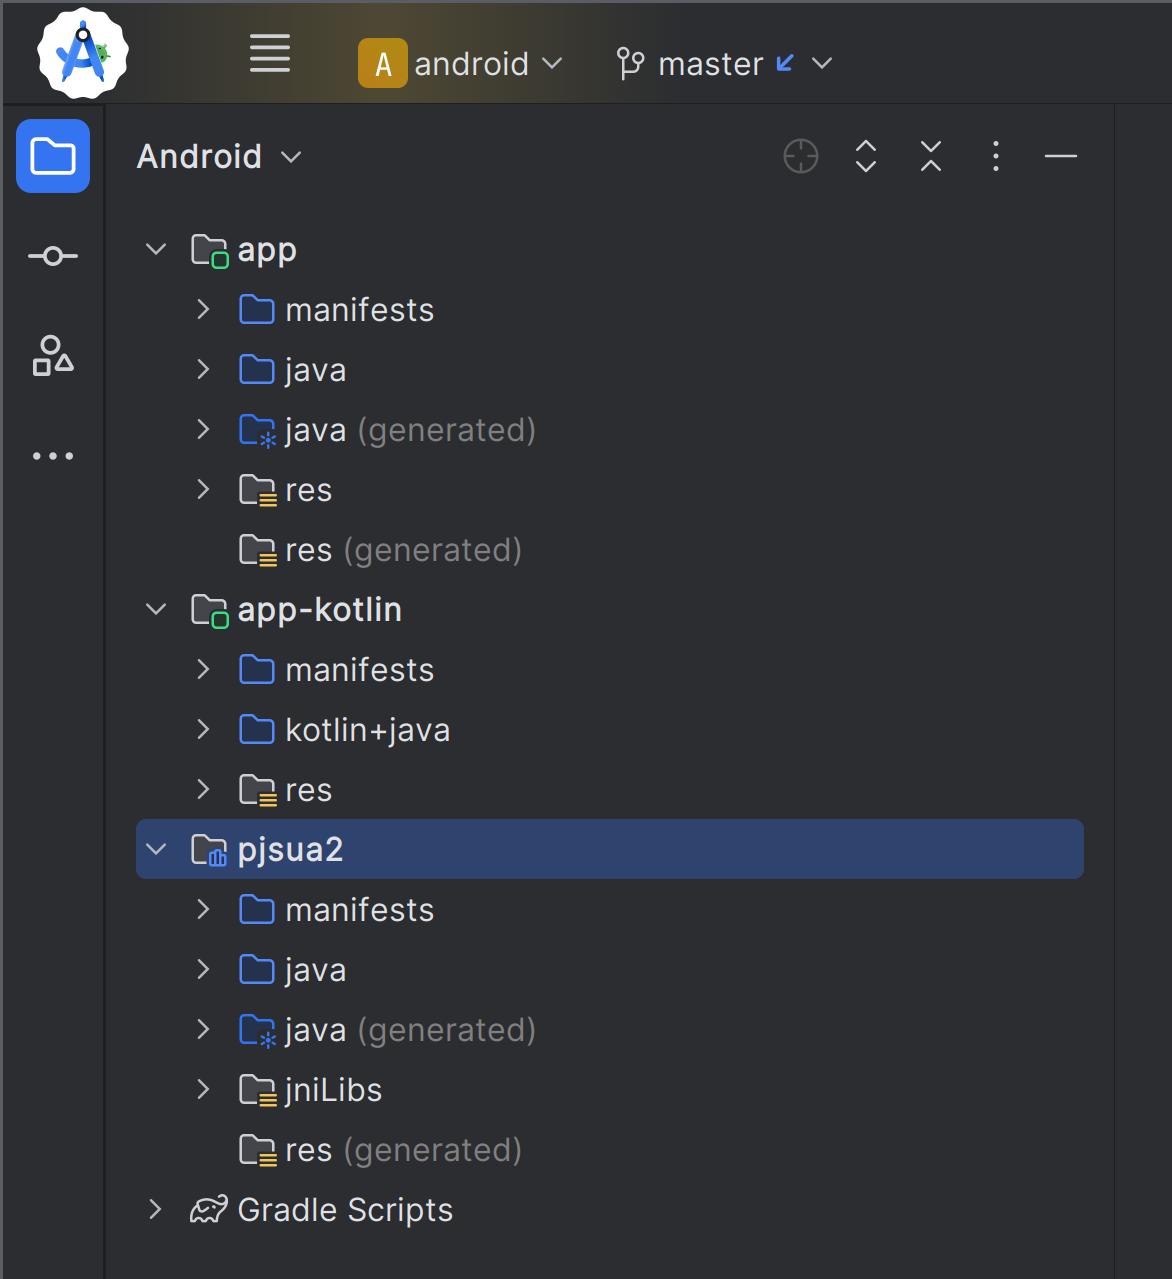 A android master
Android
app
manifests
java
java (generated)
res
res (generated)
app-kotlin
manifests
kotlin+java
res
pjsua2
manifests
java
java (generated)
jniLibs
res (generated)
Gradle Scripts